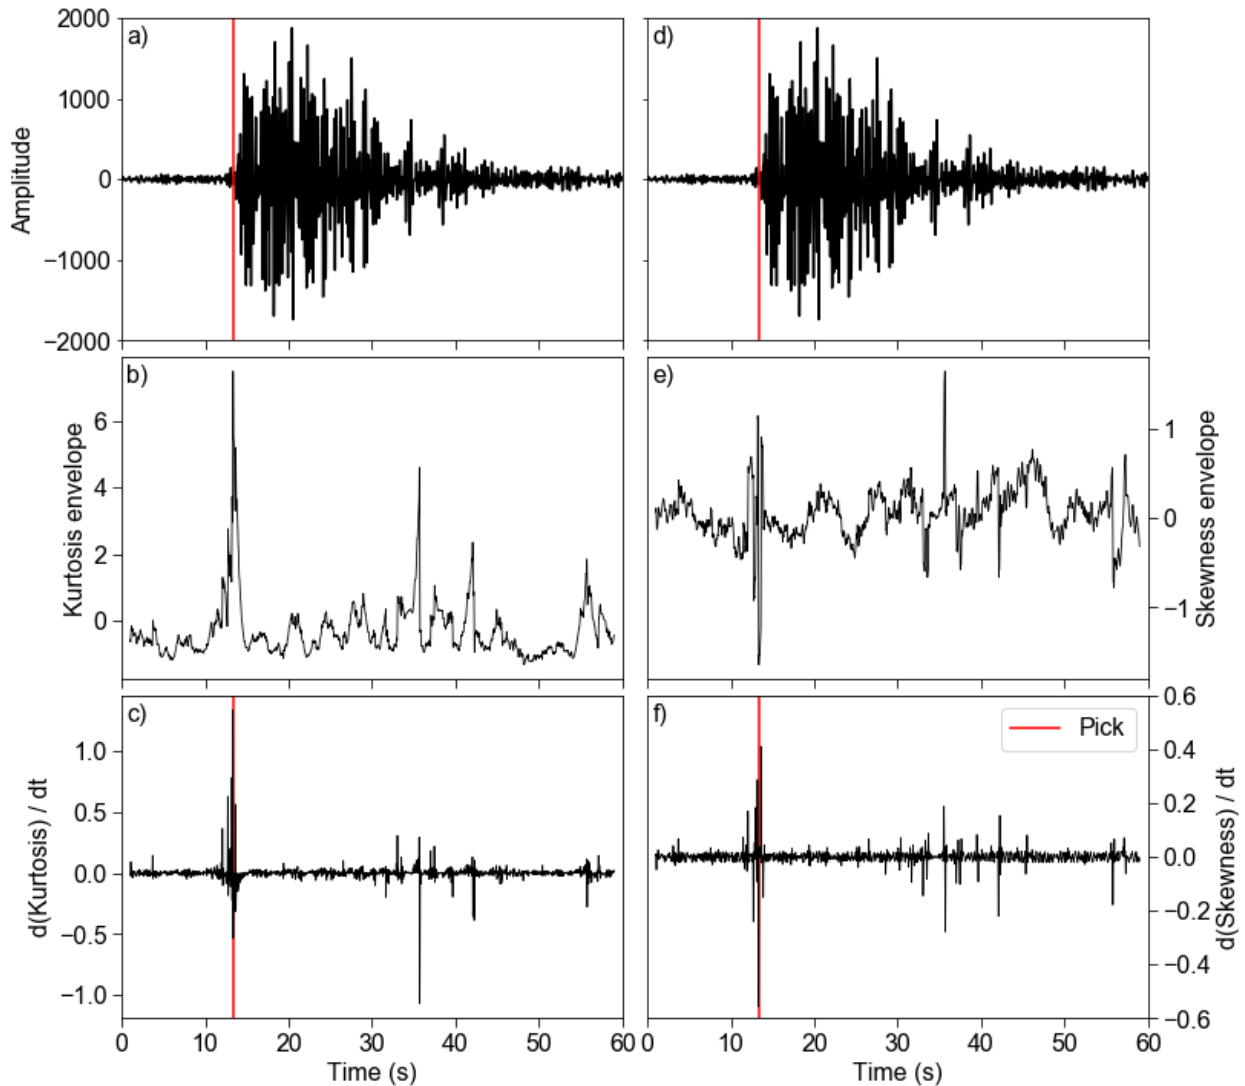 a)
d)
2000
1000
0
−1000
−2000
Amplitude
b)
e)
6
4
2
0
Kurtosis envelope
1
0
−1
Skewness envelope
c)
f)
Pick
1.0
0.5
0.0
−0.5
−1.0
d(Kurtosis) / dt
0.6
0.4
0.2
0.0
−0.2
−0.4
−0.6
d(Skewness) / dt
0 10 20 30 40 50 60
0 10 20 30 40 50 60
Time (s)
Time (s)